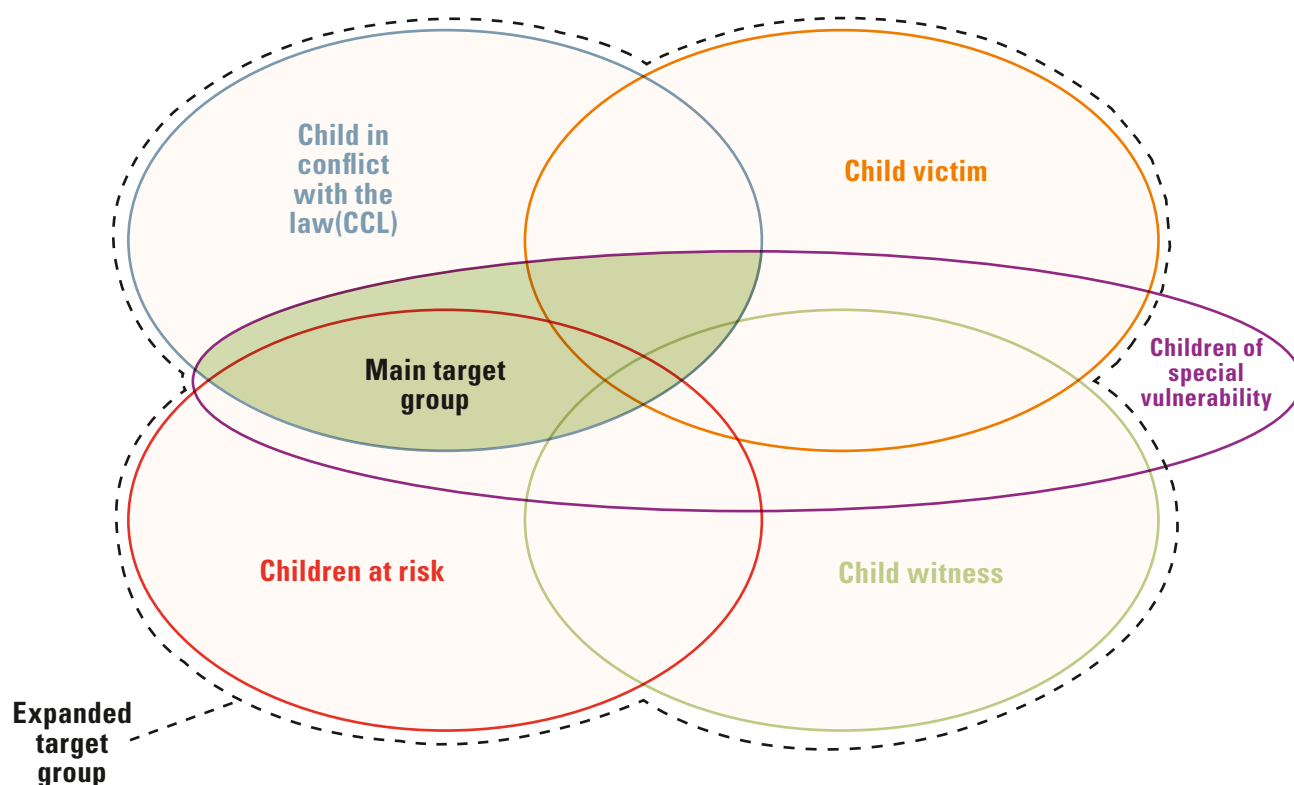 Child in
conflict
with the
law(CCL)
Child victim
Main target
group
Children of
special
vulnerability
Children at risk
Child witness
Expanded
target
group